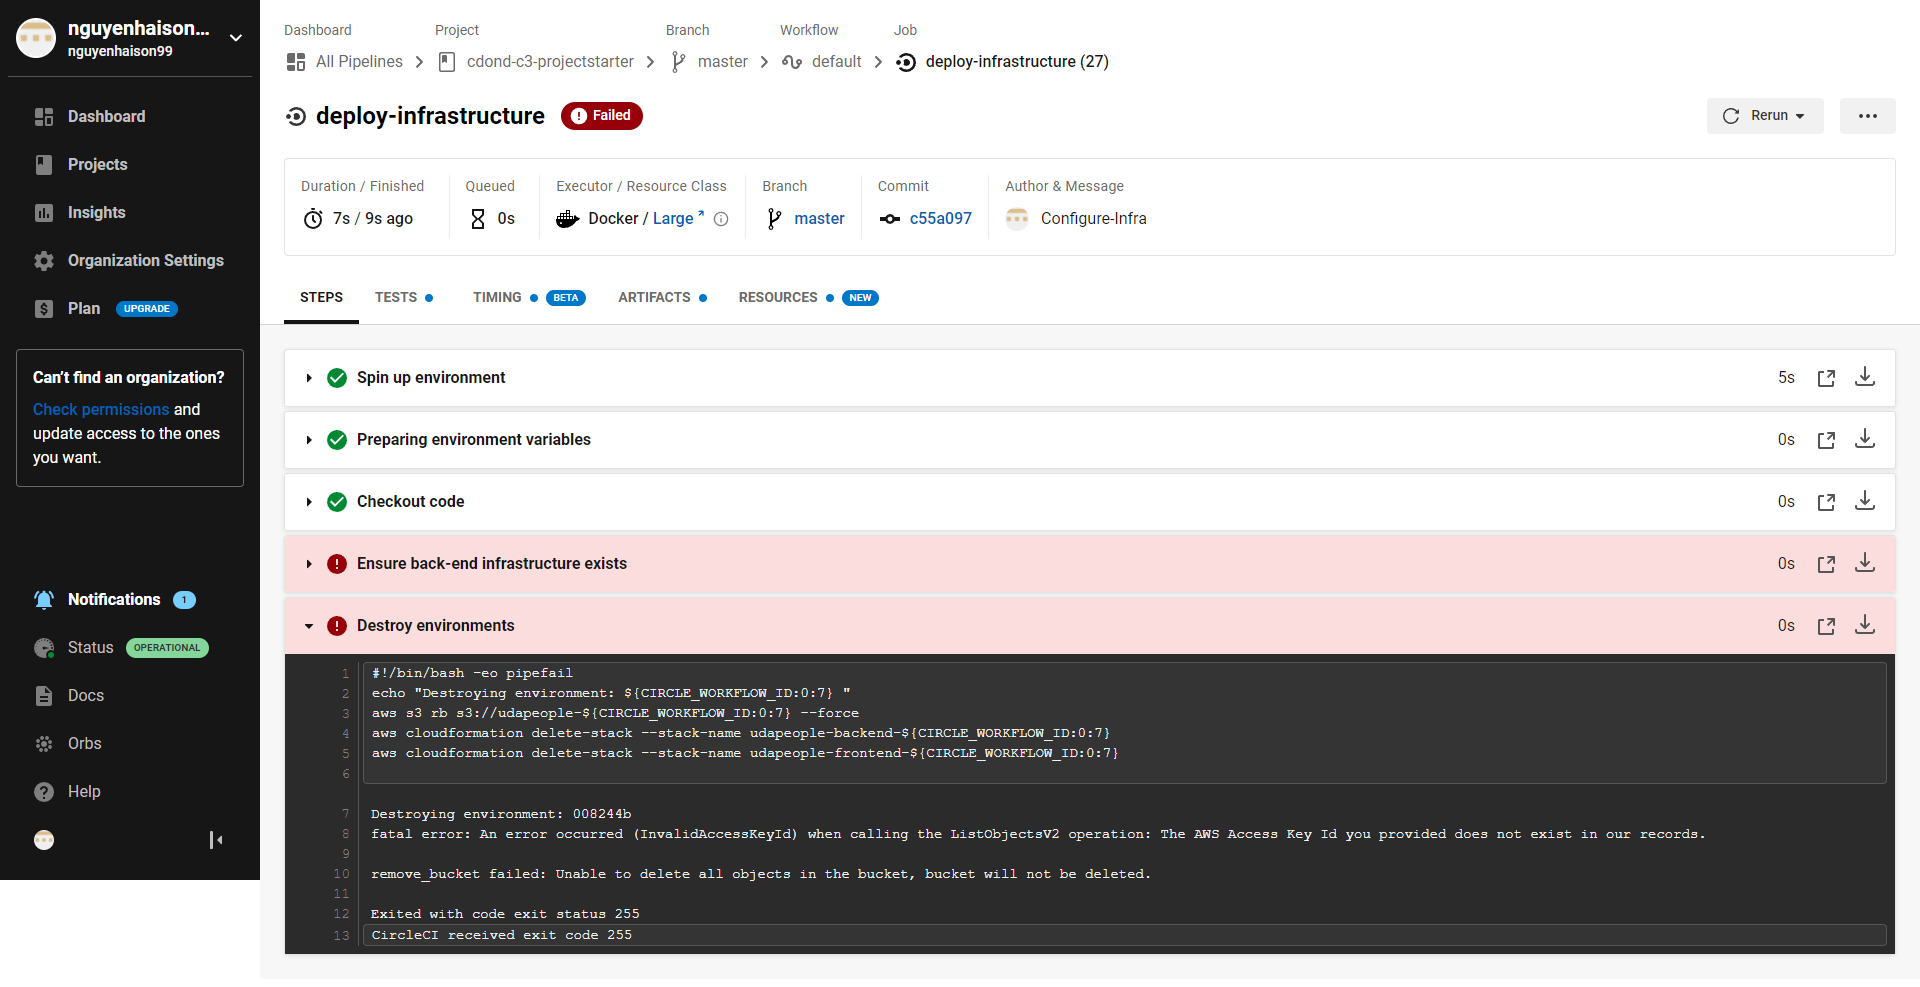 nguyenhaison...
nguyenhaison99
Dashboard
Projects
Insights
Organization Settings
Plan UPGRADE
Can't find an organization?
Check permissions and
update access to the ones
you want.
Notifications 1
Status OPERATIONAL
Docs
Orbs
Help
Dashboard Project Branch Workflow Job
All Pipelines cdond-c3-projectstarter master default deploy-infrastructure (27)
deploy-infrastructure Failed
Rerun
Duration / Finished Queued Executor / Resource Class Branch Commit Author & Message
7s / 9s ago 0s Docker / Large master c55a097 Configure-Infra
STEPS TESTS TIMING BETA ARTIFACTS RESOURCES NEW
Spin up environment 5s
Preparing environment variables 0s
Checkout code 0s
Ensure back-end infrastructure exists 0s
Destroy environments 0s
1 #!/bin/bash -eo pipefail
2 echo "Destroying environment: ${CIRCLE_WORKFLOW_ID:0:7} "
3 aws s3 rb s3://udapeople-${CIRCLE_WORKFLOW_ID:0:7} --force
4 aws cloudformation delete-stack --stack-name udapeople-backend-${CIRCLE_WORKFLOW_ID:0:7}
5 aws cloudformation delete-stack --stack-name udapeople-frontend-${CIRCLE_WORKFLOW_ID:0:7}
6
7 Destroying environment: 008244b
8 fatal error: An error occurred (InvalidAccessKeyId) when calling the ListObjectsV2 operation: The AWS Access Key Id you provided does not exist in our records.
9
10 remove_bucket failed: Unable to delete all objects in the bucket, bucket will not be deleted.
11
12 Exited with code exit status 255
13 CircleCI received exit code 255